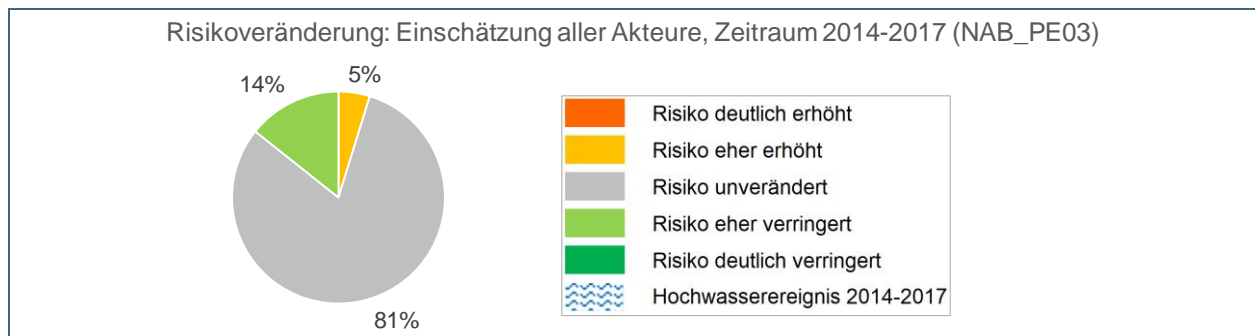 Risikoveränderung: Einschätzung aller Akteure, Zeitraum 2014-2017 (NAB_PE03)
5%
14%
81%
Risiko deutlich erhöht
Risiko eher erhöht
Risiko unverändert
Risiko eher verringert
Risiko deutlich verringert
Hochwasserereignis 2014-2017